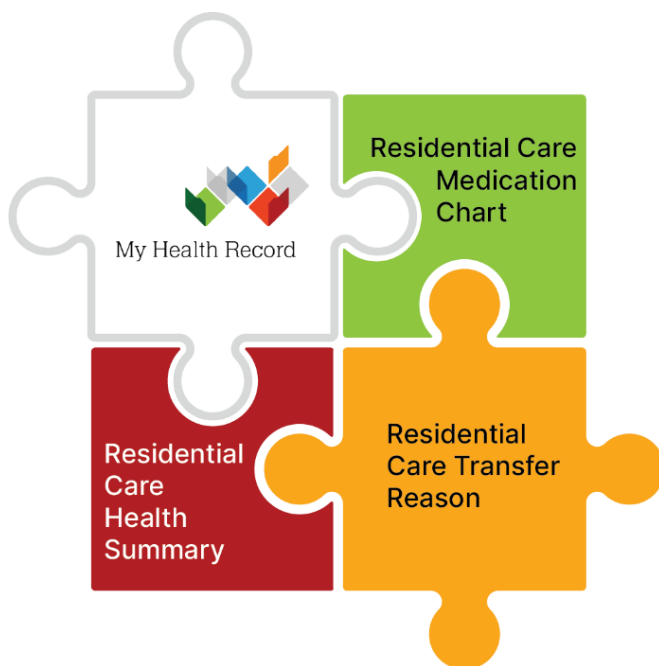 My Health Record
Residential Care
Medication
Chart
Residential
Care
Health
Summary
Residential
Care Transfer
Reason